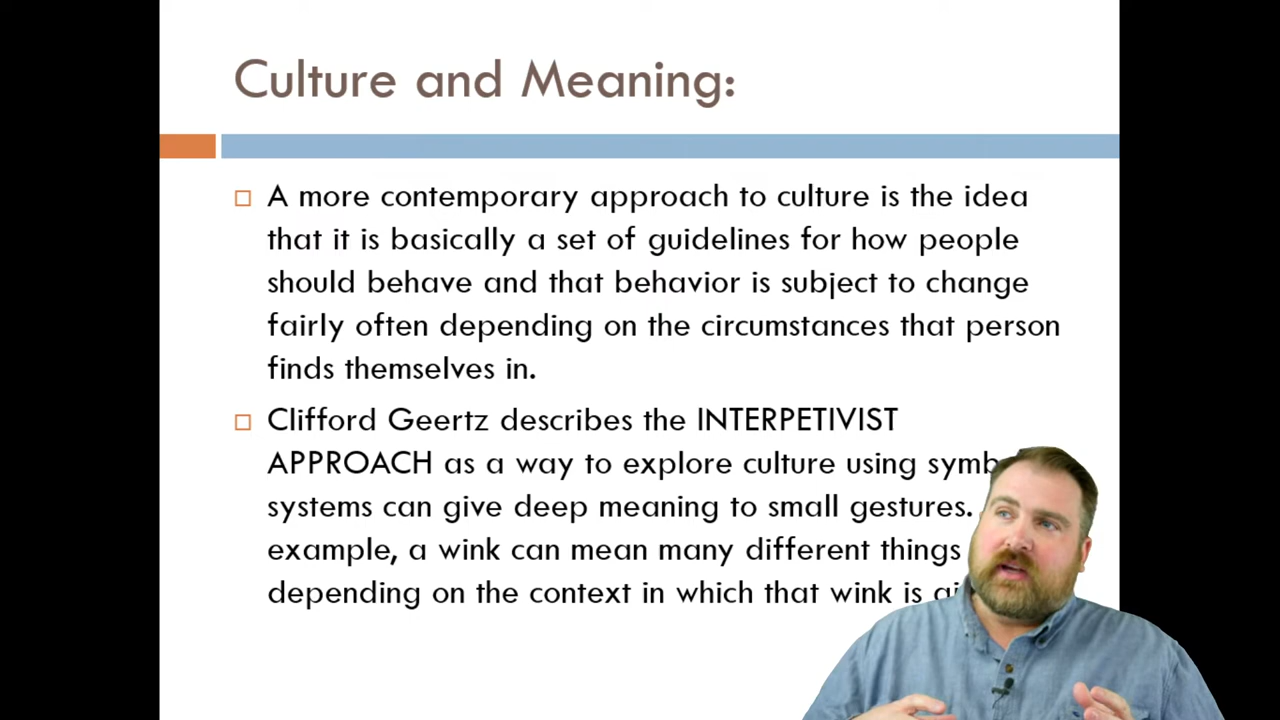 Culture and Meaning:
A more contemporary approach to culture is the idea
that it is basically a set of guidelines for how people
should behave and that behavior is subject to change
fairly often depending on the circumstances that person
finds themselves in.
Clifford Geertz describes the INTERPETIVIST
APPROACH as a way to explore culture using
systems can give deep meaning to small gestures.
example, a wink can mean many different things
depending on the context in which that wink is